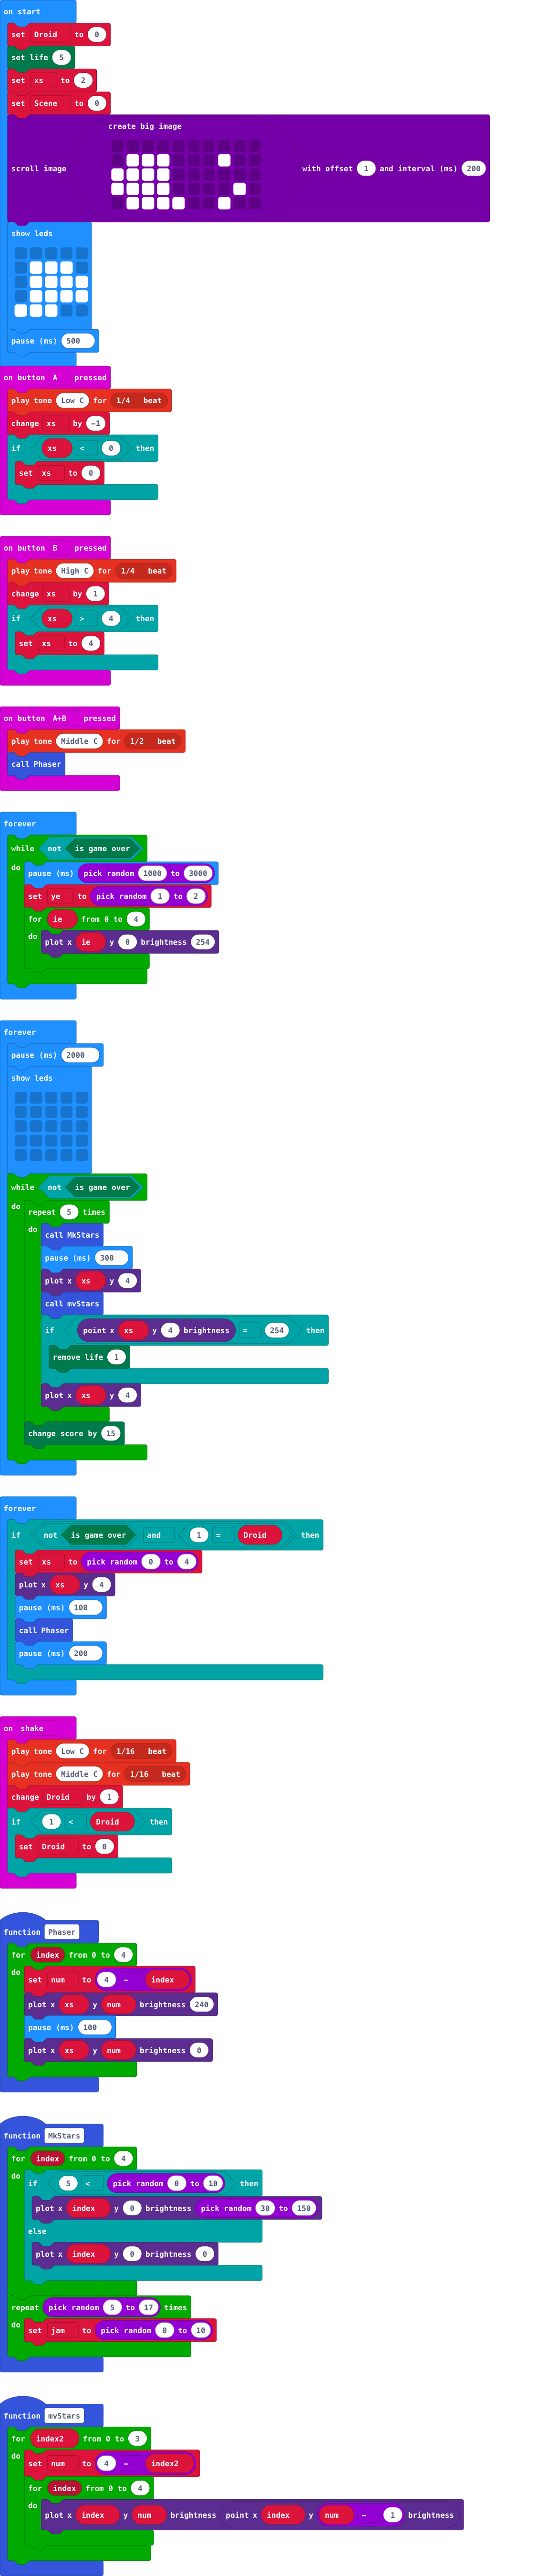 on start
set Droid to 0
set life 5
set xs to 2
set Scene to 0
create big image
scroll image with offset 1 and interval (ms) 200
show leds
pause (ms) 500
on button A pressed
play tone Low C for 1/4 beat
change xs by −1
if xs < 0 then
set xs to 0
on button B pressed
play tone High C for 1/4 beat
change xs by 1
if xs > 4 then
set xs to 4
on button A+B pressed
play tone Middle C for 1/2 beat
call Phaser
forever
while not is game over
do pause (ms) pick random 1000 to 3000
set ye to pick random 1 to 2
for ie from 0 to 4
do plot x ie y 0 brightness 254
forever
pause (ms) 2000
show leds
while not is game over
do repeat 5 times
do call MkStars
pause (ms) 300
plot x xs y 4
call mvStars
if point x xs y 4 brightness = 254 then
remove life 1
plot x xs y 4
change score by 15
forever
if not is game over and 1 = Droid then
set xs to pick random 0 to 4
plot x xs y 4
pause (ms) 100
call Phaser
pause (ms) 200
on shake
play tone Low C for 1/16 beat
play tone Middle C for 1/16 beat
change Droid by 1
if 1 < Droid then
set Droid to 0
function Phaser
for index from 0 to 4
do set num to 4 - index
plot x xs y num brightness 240
pause (ms) 100
plot x xs y num brightness 0
function MkStars
for index from 0 to 4
do if 5 < pick random 0 to 10 then
plot x index y 0 brightness pick random 30 to 150
else
plot x index y 0 brightness 0
repeat pick random 5 to 17 times
do set jam to pick random 0 to 10
function mvStars
for index2 from 0 to 3
do set num to 4 - index2
for index from 0 to 4
do plot x index y num brightness point x index y num - 1 brightness